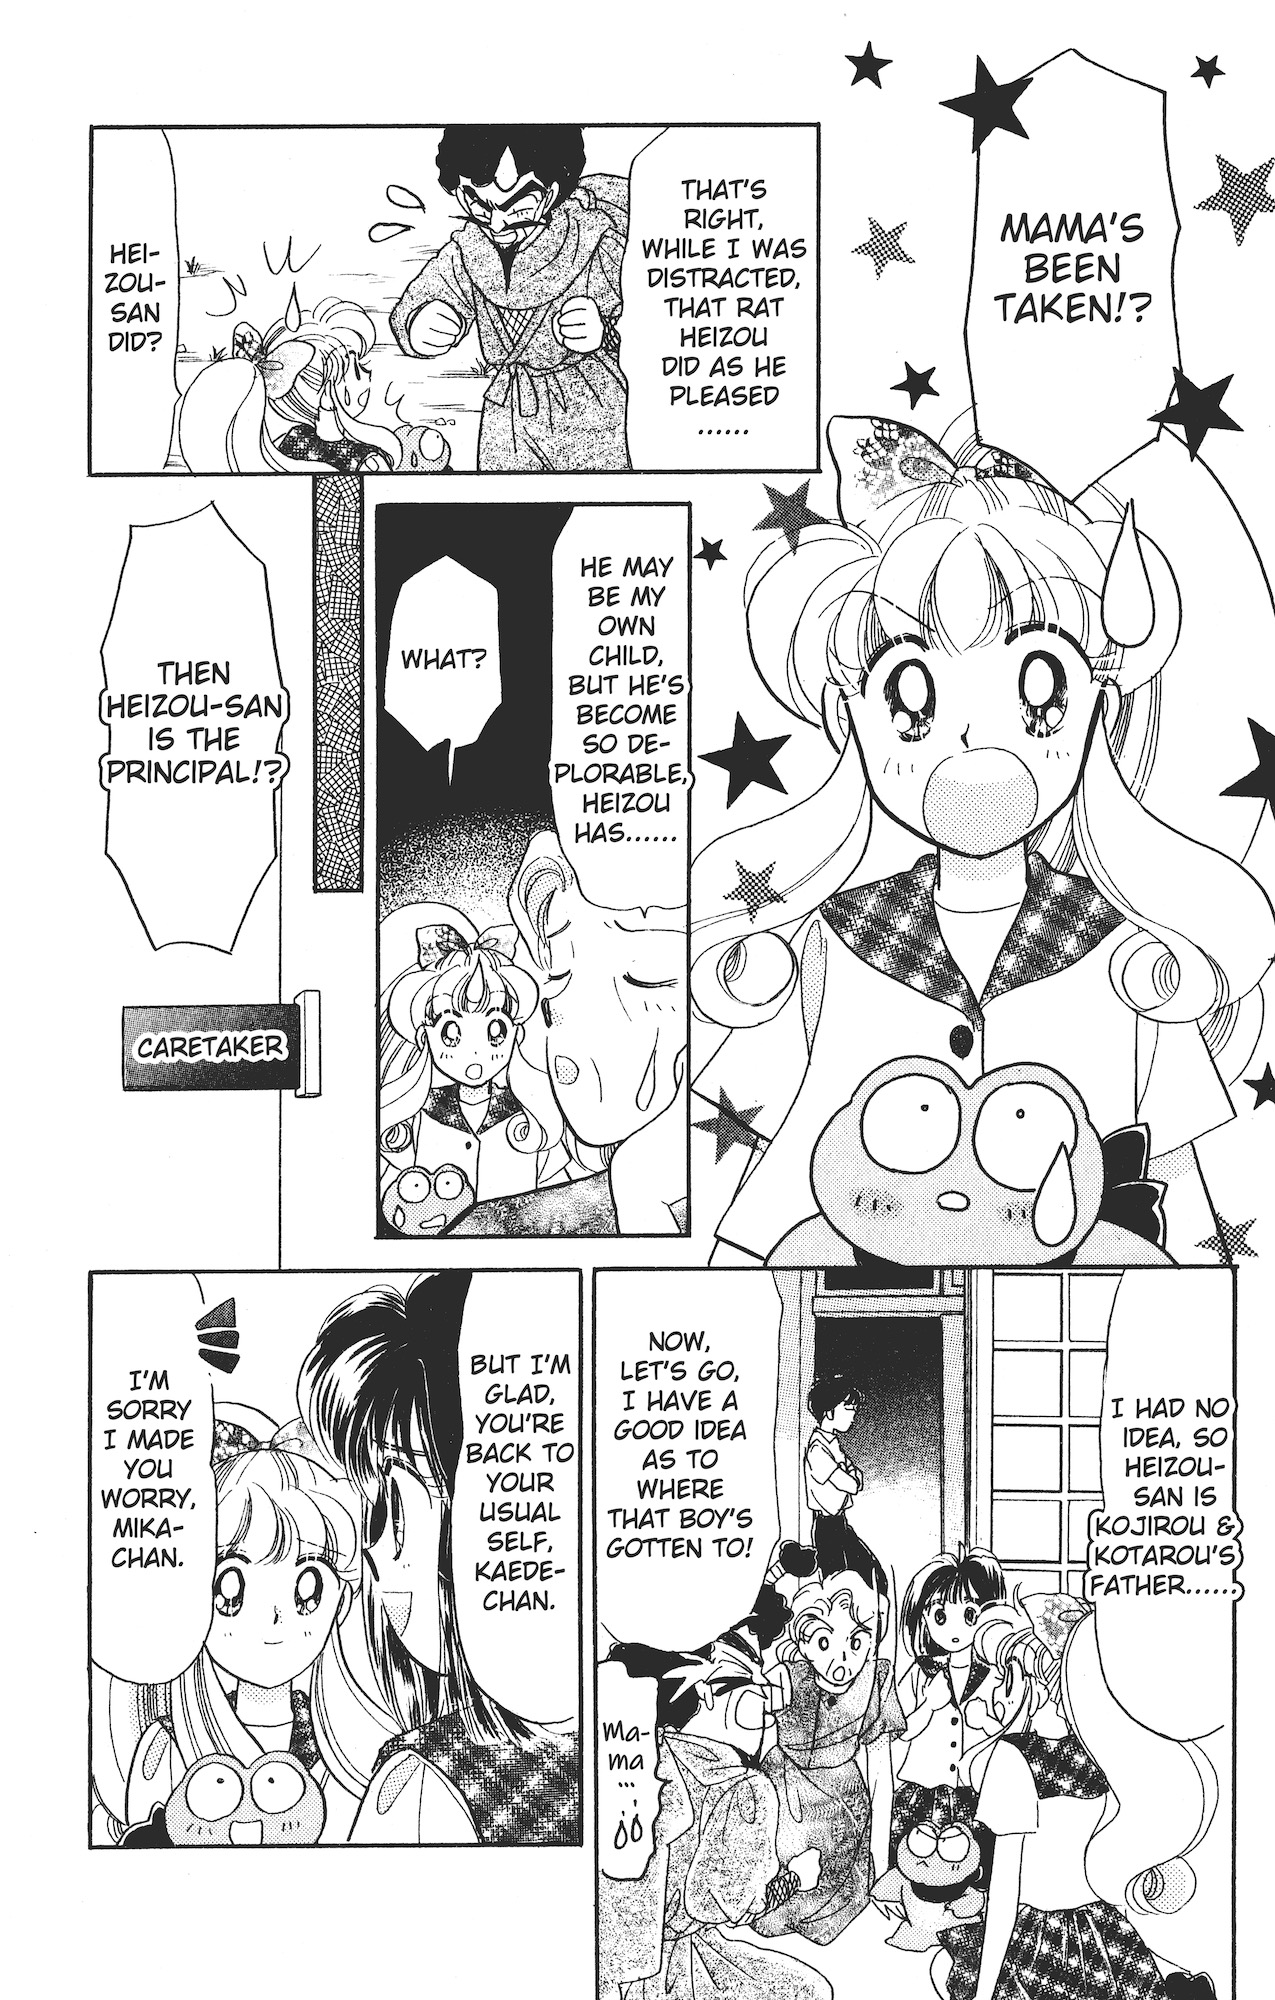 MAMA'S
BEEN
TAKEN!?
THAT'S
RIGHT,
WHILE I WAS
DISTRACTED,
THAT RAT
HEIZOU
DID AS HE
PLEASED
......
HEI-
ZOU-
SAN
DID?
HE MAY
BE MY
OWN
CHILD,
BUT HE'S
BECOME
SO DE-
PLORABLE,
HEIZOU
HAS......
WHAT?
THEN
HEIZOU-SAN
IS THE
PRINCIPAL!?
CARETAKER
I HAD NO
IDEA, SO
HEIZOU-
SAN IS
KOJIROU &
KOTAROU'S
FATHER......
NOW,
LET'S GO,
I HAVE A
GOOD IDEA
AS TO
WHERE
THAT BOY'S
GOTTEN TO!
Ma-
ma
...
BUT I'M
GLAD,
YOU'RE
BACK TO
YOUR
USUAL
SELF,
KAEDE-
CHAN.
I'M
SORRY
I MADE
YOU
WORRY,
MIKA-
CHAN.